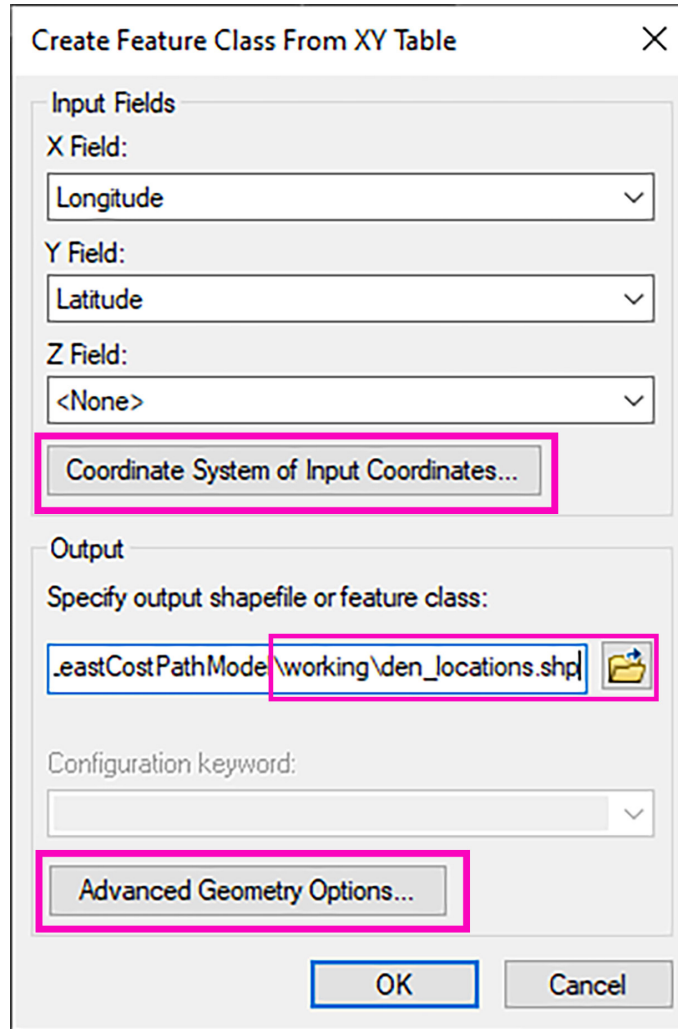 Create Feature Class From XY Table
Input Fields
X Field:
Longitude
Y Field:
Latitude
Z Field:
<None>
Coordinate System of Input Coordinates...
Output
Specify output shapefile or feature class:
.eastCostPathModel\working\den_locations.shp
Configuration keyword:
Advanced Geometry Options...
OK
Cancel